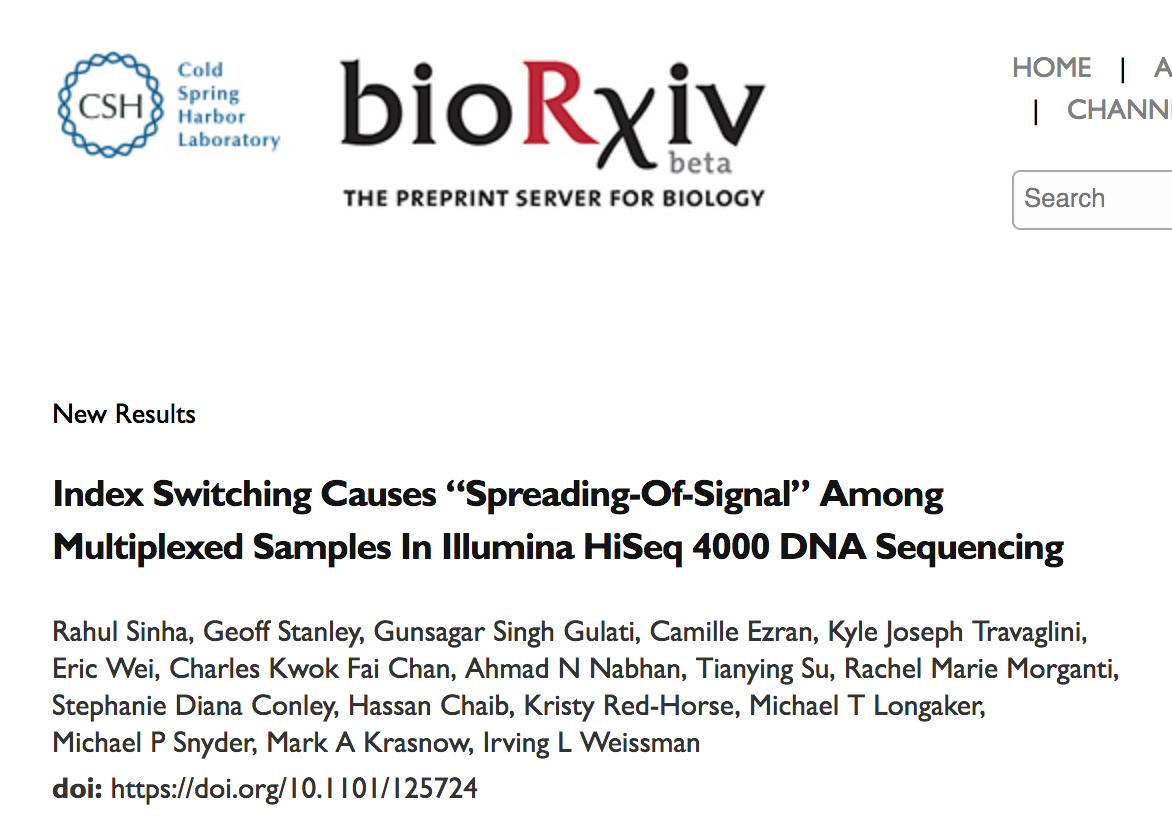 CSH
Cold
Spring
Harbor
Laboratory
bioRxiv
beta
THE PREPRINT SERVER FOR BIOLOGY
HOME | A
| CHANN
Search
New Results
Index Switching Causes “Spreading-Of-Signal” Among
Multiplexed Samples In Illumina HiSeq 4000 DNA Sequencing
Rahul Sinha, Geoff Stanley, Gunsagar Singh Gulati, Camille Ezran, Kyle Joseph Travaglini,
Eric Wei, Charles Kwok Fai Chan, Ahmad N Nabhan, Tianying Su, Rachel Marie Morganti,
Stephanie Diana Conley, Hassan Chaib, Kristy Red-Horse, Michael T Longaker,
Michael P Snyder, Mark A Krasnow, Irving L Weissman
doi: https://doi.org/10.1101/125724